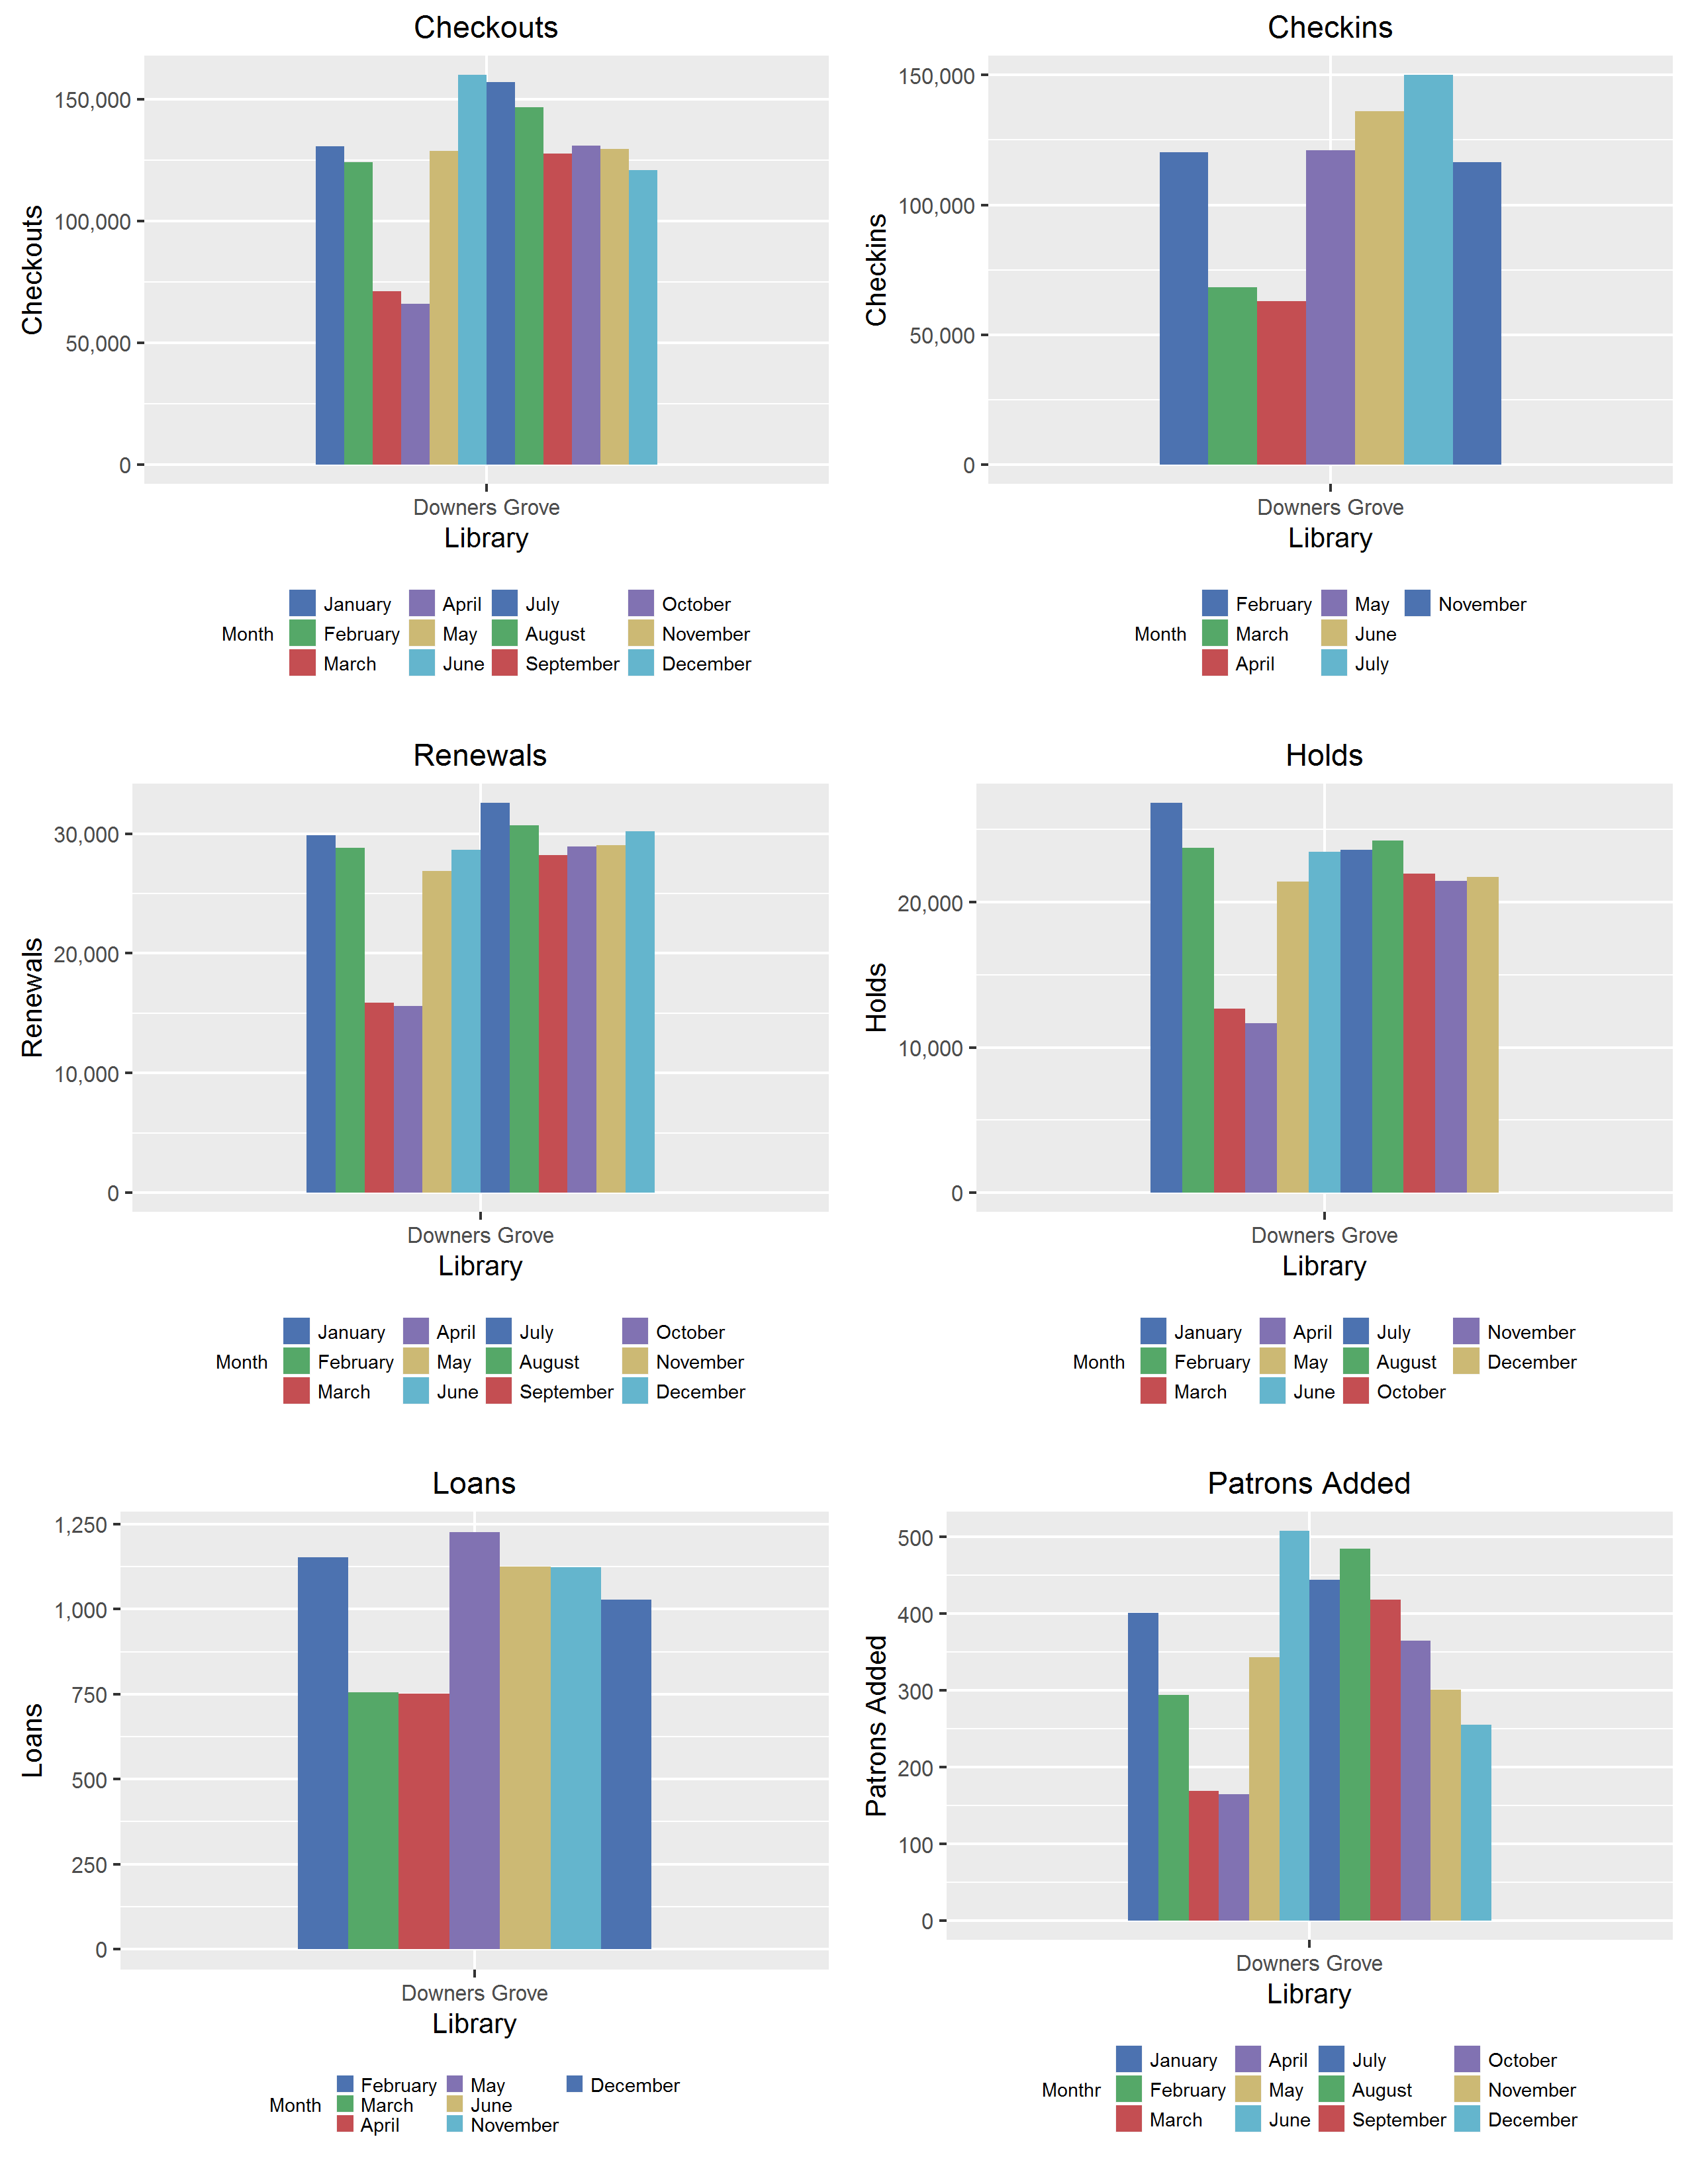 Checkouts
Checkouts
150,000
100,000
50,000
0
Downers Grove
Library
Month
January
February
March
April
May
June
July
August
September
October
November
December
Checkins
Checkins
150,000
100,000
50,000
0
Downers Grove
Library
Month
February
March
April
May
June
July
November
Renewals
Renewals
30,000
20,000
10,000
0
Downers Grove
Library
Month
January
February
March
April
May
June
July
August
September
October
November
December
Holds
Holds
20,000
10,000
0
Downers Grove
Library
Month
January
February
March
April
May
June
July
August
October
November
December
Loans
Loans
1,250
1,000
750
500
250
0
Downers Grove
Library
Month
February
March
April
May
June
November
December
Patrons Added
Patrons Added
500
400
300
200
100
0
Downers Grove
Library
Monthr
January
February
March
April
May
June
July
August
September
October
November
December